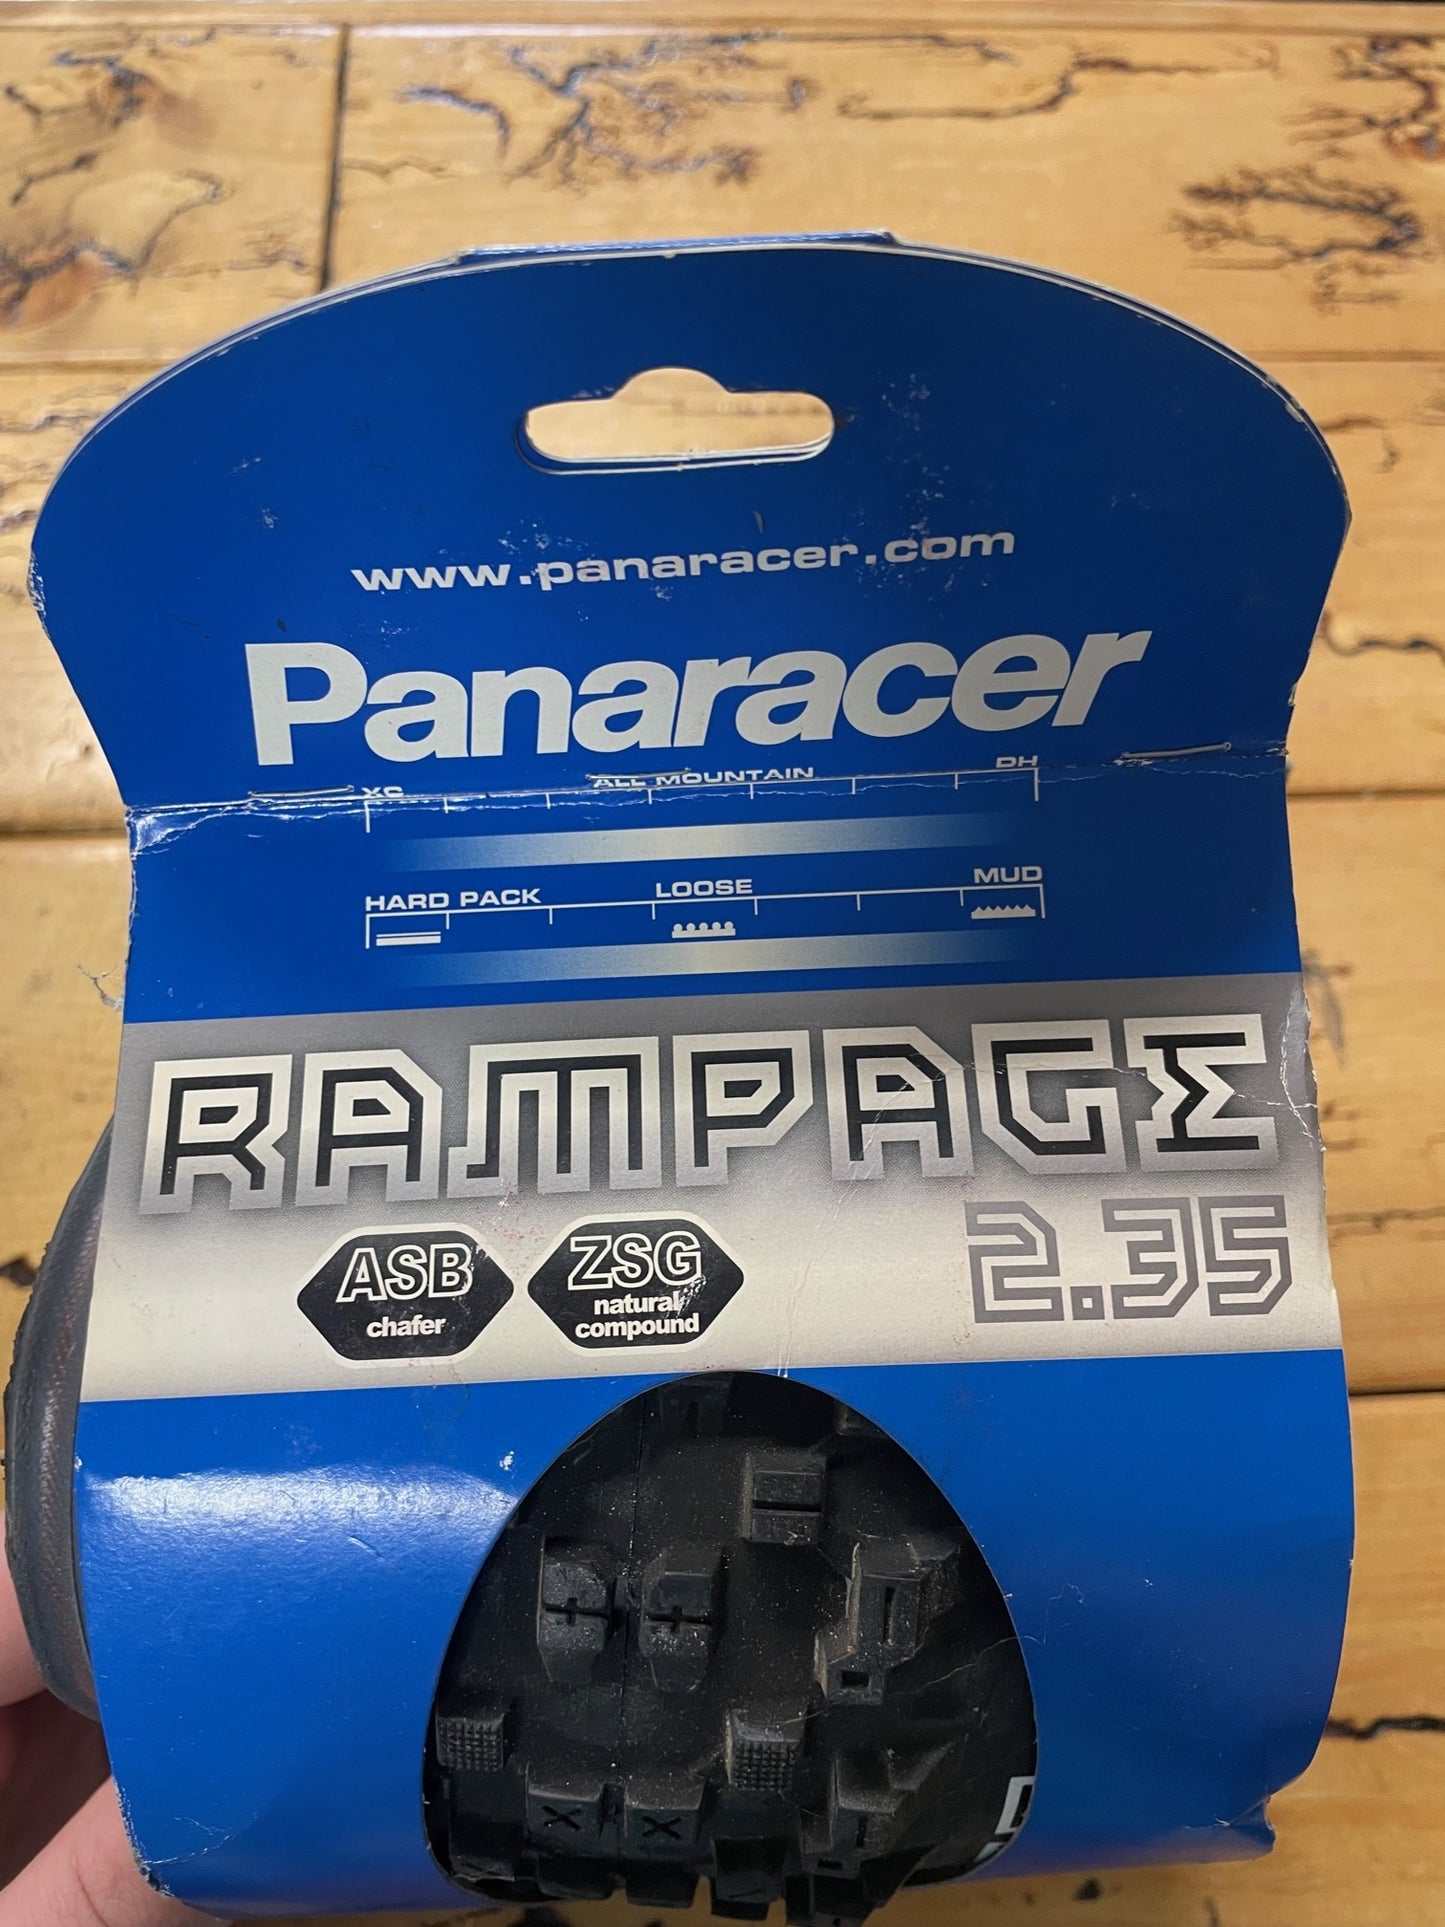 www.panaracer.com
Panaracer
XC ALL MOUNTAIN DH
HARD PACK LOOSE MUD
RAMPAGE
2.35
ASB
chafer
ZSG
natural
compound